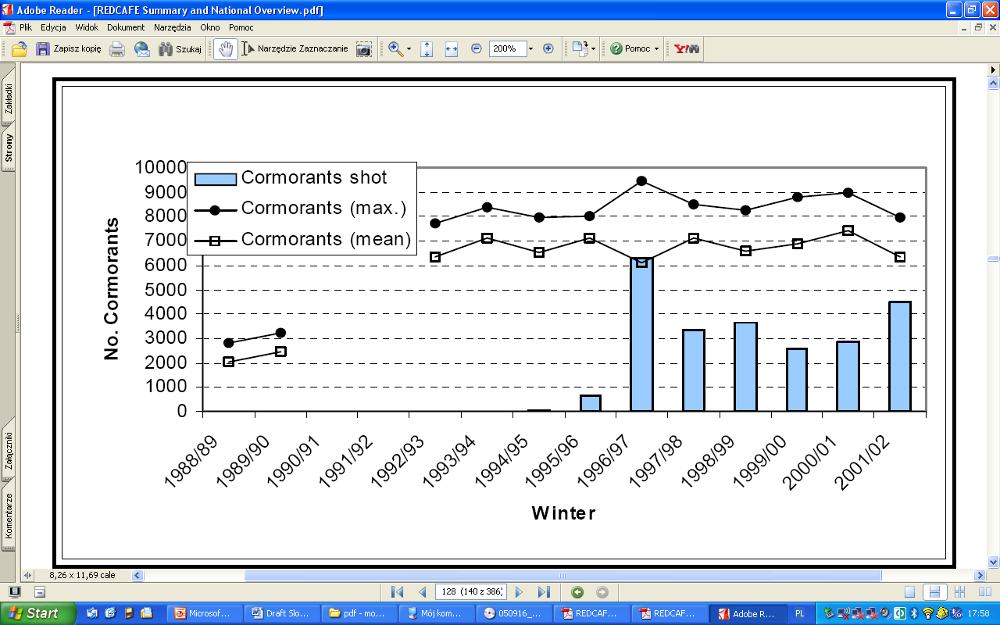 Adobe Reader - [REDCAFE Summary and National Overview.pdf]
Plik Edycja Widok Dokument Narzędzia Okno Pomoc
Zapisz kopię Szukaj Narzędzie Zaznaczanie 200% Pomoc Y!
Zakładki
Strony
Załączniki
Komentarze
Cormorants shot
Cormorants (max.)
Cormorants (mean)
No. Cormorants
10000
9000
8000
7000
6000
5000
4000
3000
2000
1000
0
1988/89 1989/90 1990/91 1991/92 1992/93 1993/94 1994/95 1995/96 1996/97 1997/98 1998/99 1999/00 2000/01 2001/02
Winter
8,26 x 11,69 cale
128 (140 z 386)
Start Microsof... Draft Slo... pdf - mo... Mój kom... 050916_... REDCAF... REDCAF... Adobe R... PL 17:58